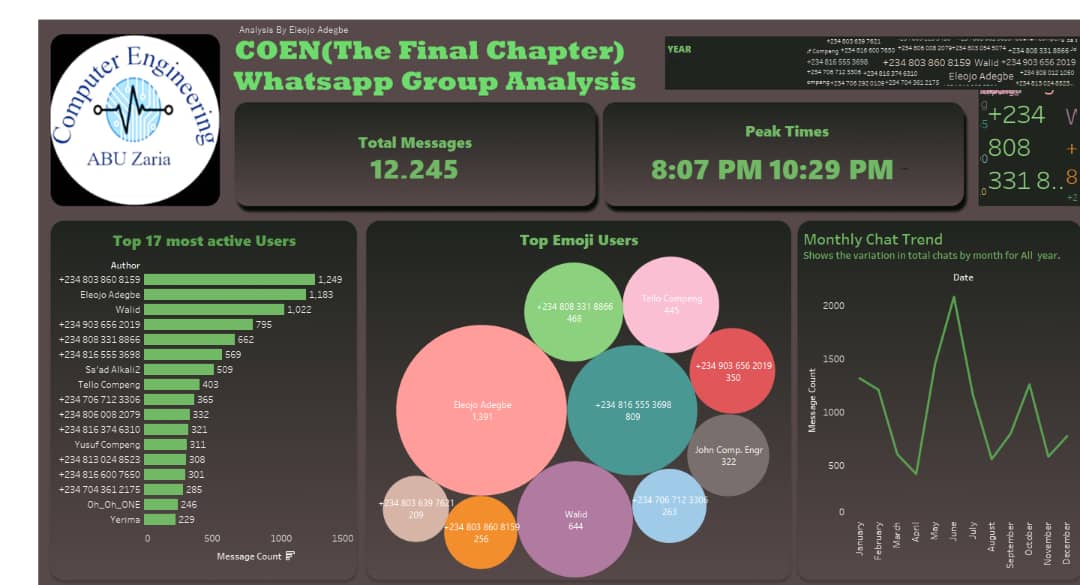 Analysis By Eleojo Adegbe
COEN(The Final Chapter)
Whatsapp Group Analysis
Computer Engineering
ABU Zaria
YEAR
+234 803 639 7621
+234 816 600 7650 +234 806 008 2079 +234 803 054 5074 +234 808 331 8866
+234 816 555 3698 +234 803 860 8159 Walid +234 903 656 2019
+234 706 712 3306 +234 816 374 6310 Eleojo Adegbe +234 808 012 1050
+234 704 361 2175
+234
808
331 8..
Total Messages
12.245
Peak Times
8:07 PM 10:29 PM
Top 17 most active Users
Author
+234 803 860 8159 1,249
Eleojo Adegbe 1,183
Walid 1,022
+234 903 656 2019 795
+234 808 331 8866 662
+234 816 555 3698 569
Sa'ad Alkali2 509
Tello Compeng 403
+234 706 712 3306 365
+234 806 008 2079 332
+234 816 374 6310 321
Yusuf Compeng 311
+234 813 024 8523 308
+234 816 600 7650 301
+234 704 361 2175 285
Oh_Oh_ONE 246
Yerima 229
0 500 1000 1500
Message Count
Top Emoji Users
+234 808 331 8866
468
Tello Compeng
445
+234 903 656 2019
350
Eleojo Adegbe
1,391
+234 816 555 3698
809
John Comp. Engr
322
+234 803 639 7621
209
+234 803 860 8159
256
Walid
644
+234 706 712 3306
263
Monthly Chat Trend
Shows the variation in total chats by month for All year.
Date
2000
1500
1000
500
0
Message Count
January
February
March
April
May
June
July
August
September
October
November
December